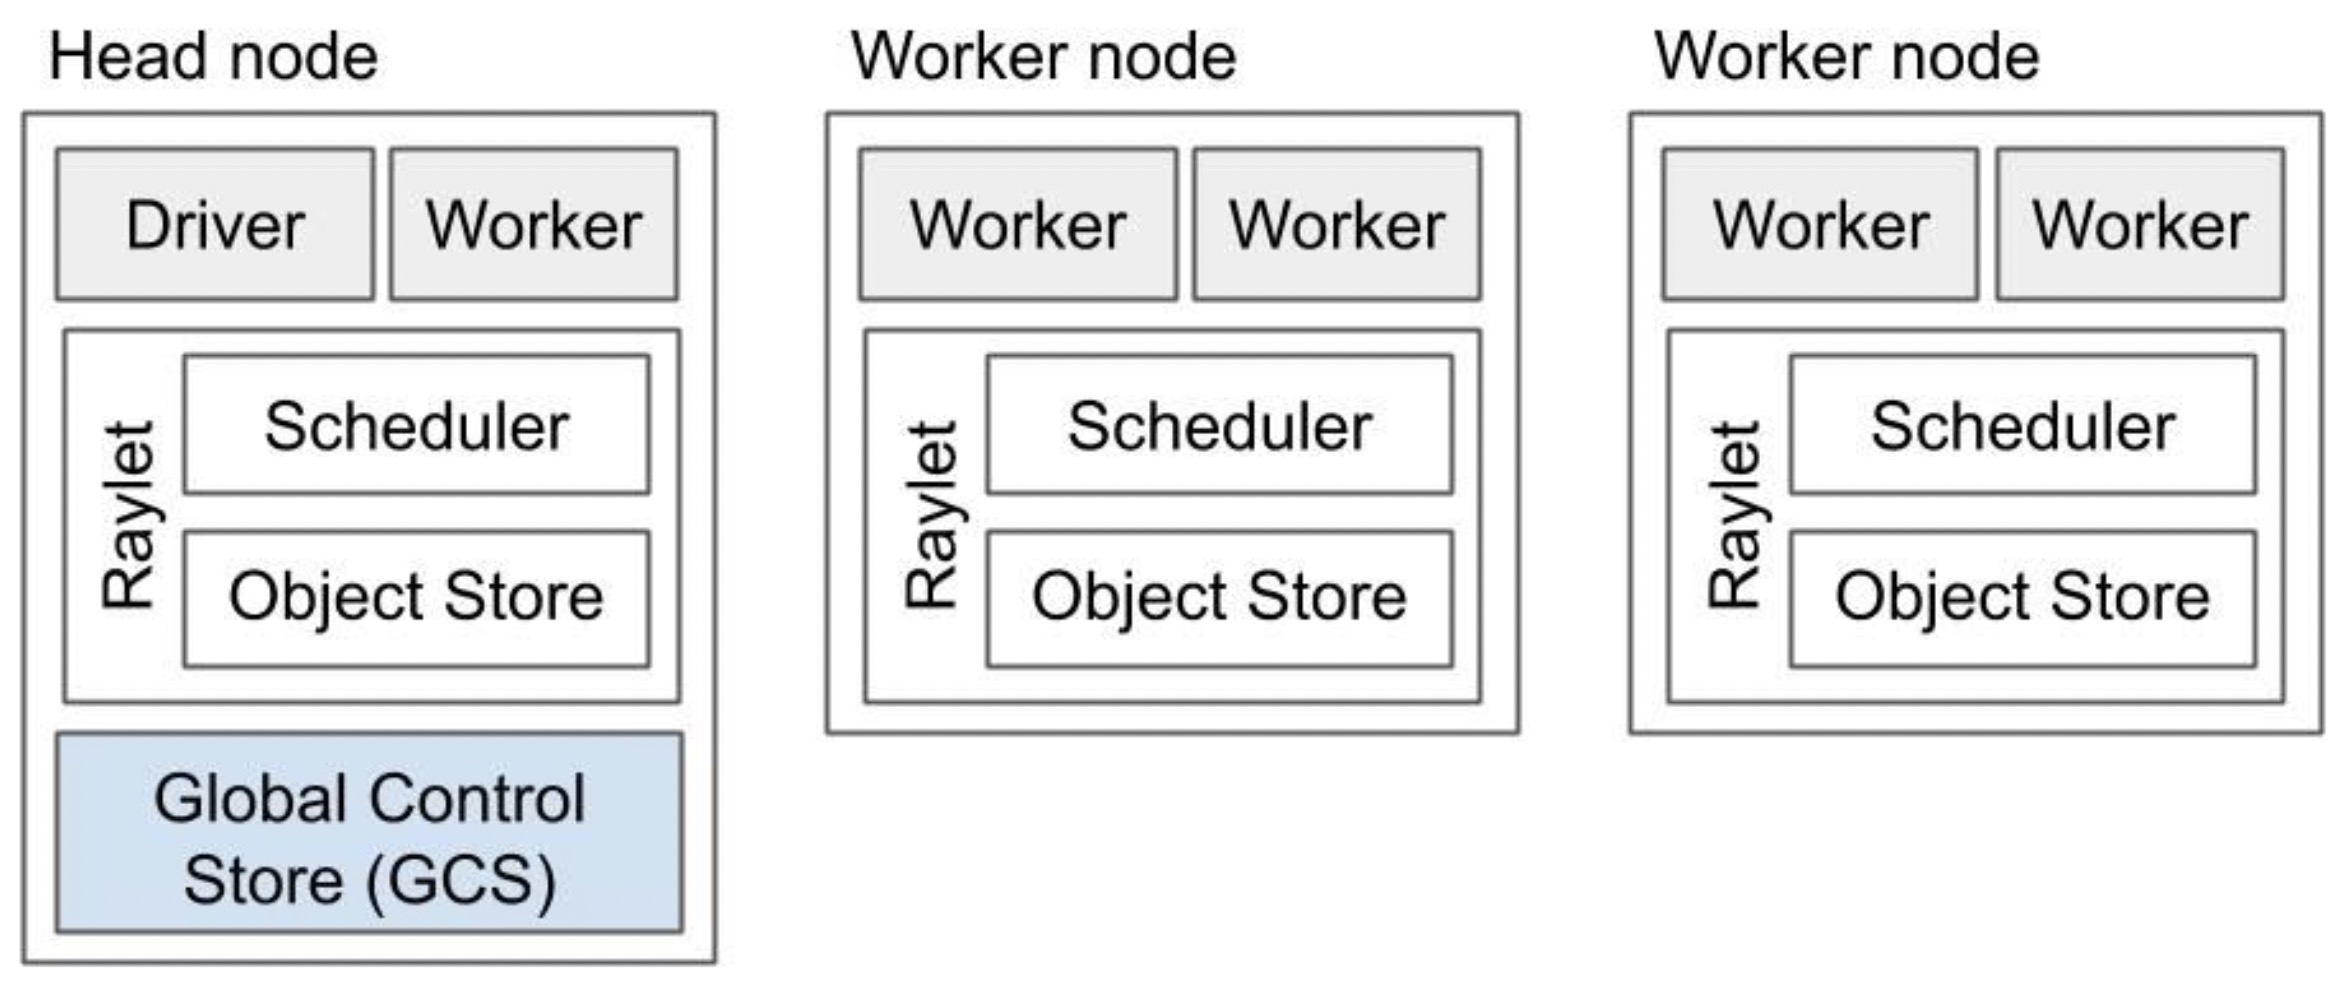 Head node
Driver
Worker
Raylet
Scheduler
Object Store
Global Control
Store (GCS)
Worker node
Worker
Worker
Raylet
Scheduler
Object Store
Worker node
Worker
Worker
Raylet
Scheduler
Object Store